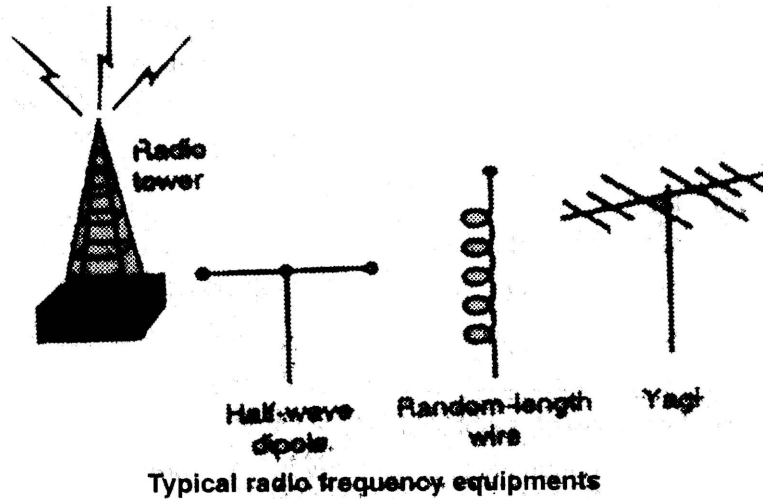 Radio
tower
Half-wave
dipole
Random-length
wire
Yagi
Typical radio frequency equipments